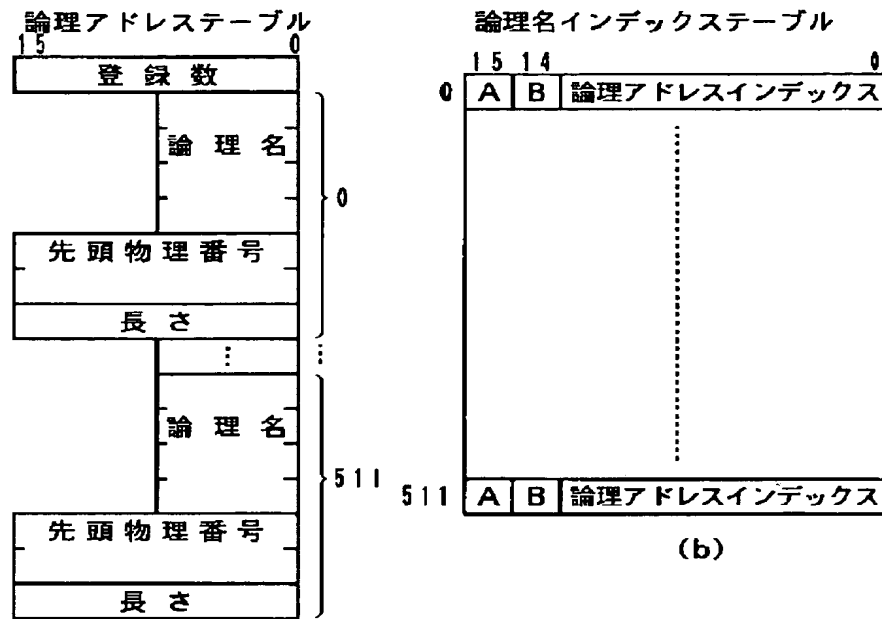 論理アドレステーブル
15 0
登録数
論理名
0
先頭物理番号
長さ
論理名
511
先頭物理番号
長さ
論理名インデックステーブル
15 14 0
0 A B 論理アドレスインデックス
511 A B 論理アドレスインデックス
(b)